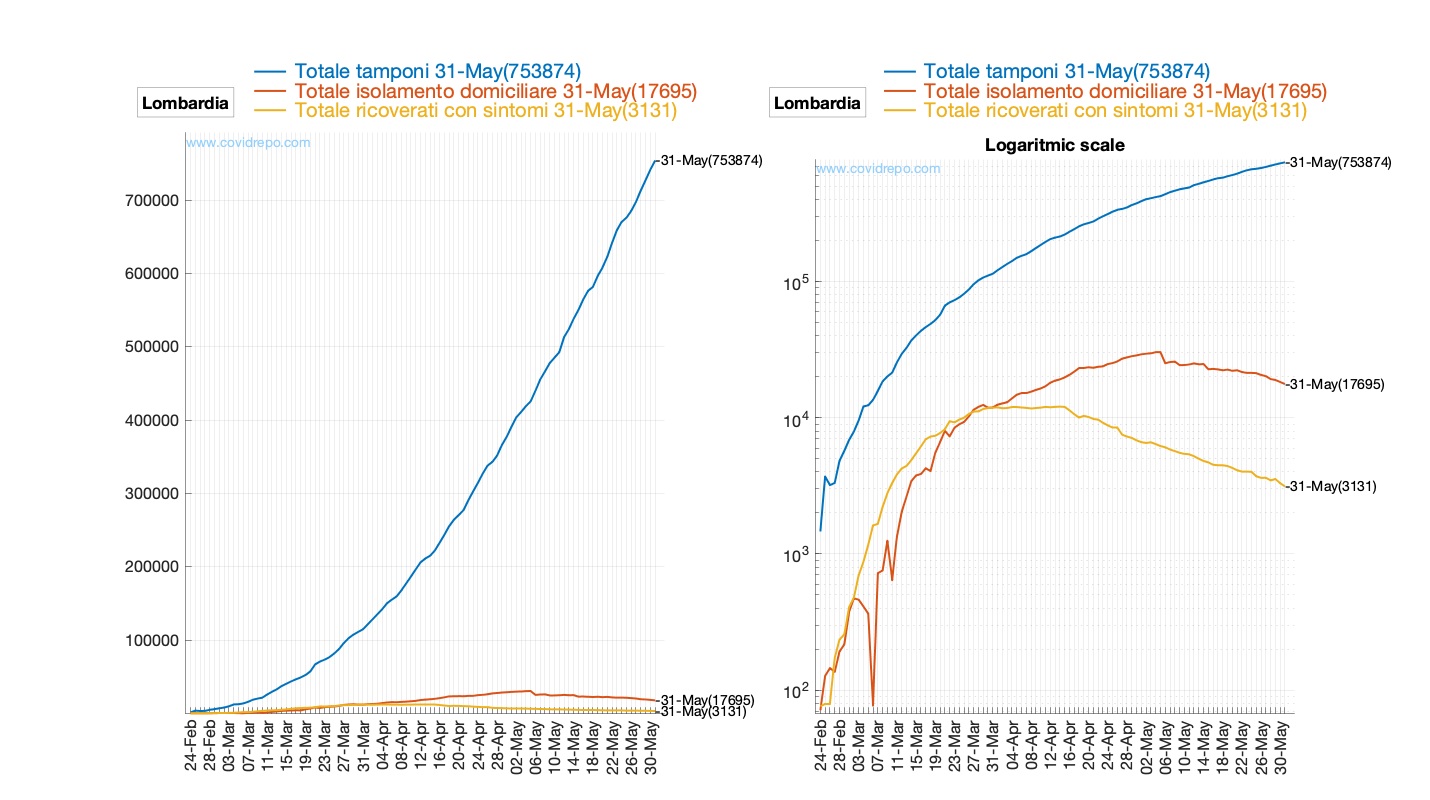 Totale tamponi 31-May(753874)
Totale isolamento domiciliare 31-May(17695)
Totale ricoverati con sintomi 31-May(3131)
Lombardia
www.covidrepo.com
31-May(753874)
700000
600000
500000
400000
300000
200000
100000
31-May(17695)
31-May(3131)
24-Feb
28-Feb
03-Mar
07-Mar
11-Mar
15-Mar
19-Mar
23-Mar
27-Mar
31-Mar
04-Apr
08-Apr
12-Apr
16-Apr
20-Apr
24-Apr
28-Apr
02-May
06-May
10-May
14-May
18-May
22-May
26-May
30-May
Totale tamponi 31-May(753874)
Totale isolamento domiciliare 31-May(17695)
Totale ricoverati con sintomi 31-May(3131)
Lombardia
Logaritmic scale
www.covidrepo.com
31-May(753874)
10^5
10^4
10^3
10^2
31-May(17695)
31-May(3131)
24-Feb
28-Feb
03-Mar
07-Mar
11-Mar
15-Mar
19-Mar
23-Mar
27-Mar
31-Mar
04-Apr
08-Apr
12-Apr
16-Apr
20-Apr
24-Apr
28-Apr
02-May
06-May
10-May
14-May
18-May
22-May
26-May
30-May